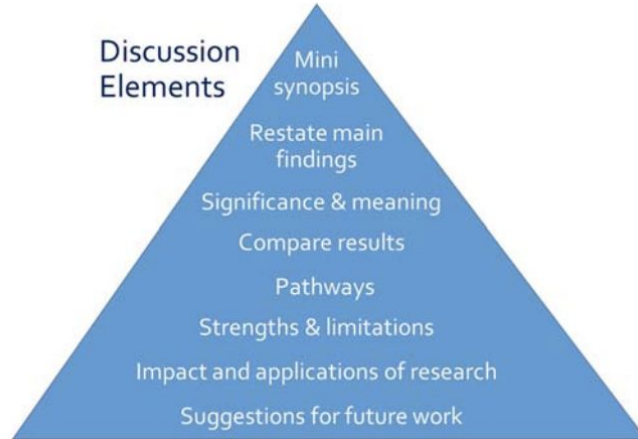 Discussion
Elements
Mini
synopsis
Restate main
findings
Significance & meaning
Compare results
Pathways
Strengths & limitations
Impact and applications of research
Suggestions for future work